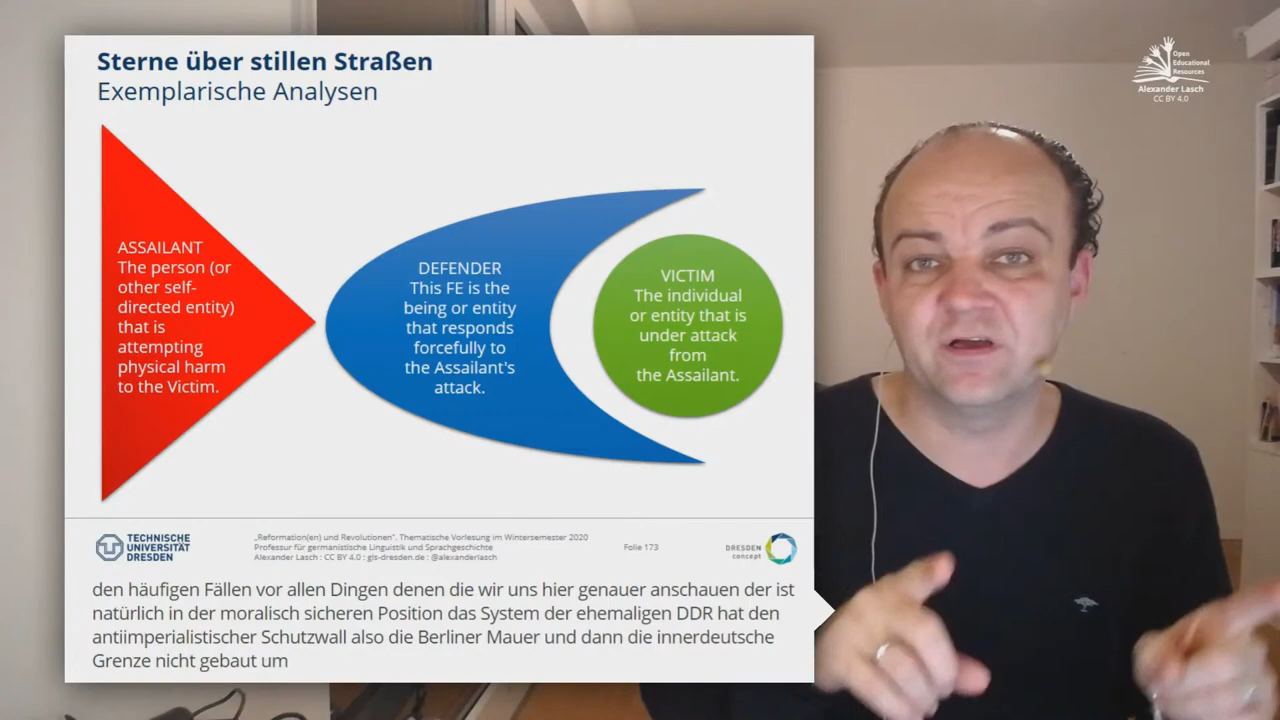 Sterne über stillen Straßen
Exemplarische Analysen
ASSAILANT
The person (or
other self-
directed entity)
that is
attempting
physical harm
to the Victim.
DEFENDER
This FE is the
being or entity
that responds
forcefully to
the Assailant's
attack.
VICTIM
The individual
or entity that is
under attack
from
the Assailant.
TECHNISCHE
UNIVERSITÄT
DRESDEN
„Reformation(en) und Revolutionen“. Thematische Vorlesung im Wintersemester 2020
Professur für germanistische Linguistik und Sprachgeschichte
Alexander Lasch : CC BY 4.0 : gls-dresden.de : @alexanderlasch
Folie 173
DRESDEN
concept
den häufigen Fällen vor allen Dingen denen die wir uns hier genauer anschauen der ist
natürlich in der moralisch sicheren Position das System der ehemaligen DDR hat den
antiimperialistischer Schutzwall also die Berliner Mauer und dann die innerdeutsche
Grenze nicht gebaut um
Open
Educational
Resources
Alexander Lasch
CC BY 4.0